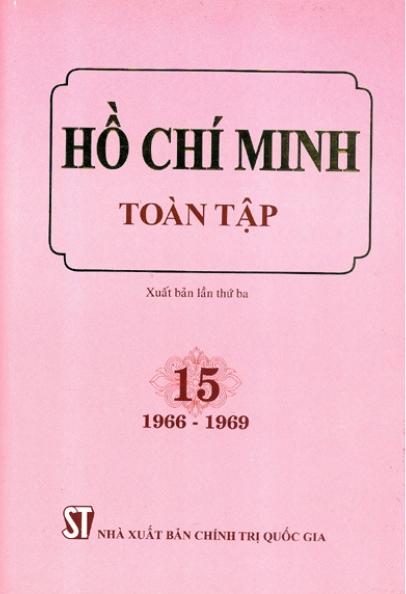 HỒ CHÍ MINH
TOÀN TẬP
Xuất bản lần thứ ba
15
1966 - 1969
ST NHÀ XUẤT BẢN CHÍNH TRỊ QUỐC GIA